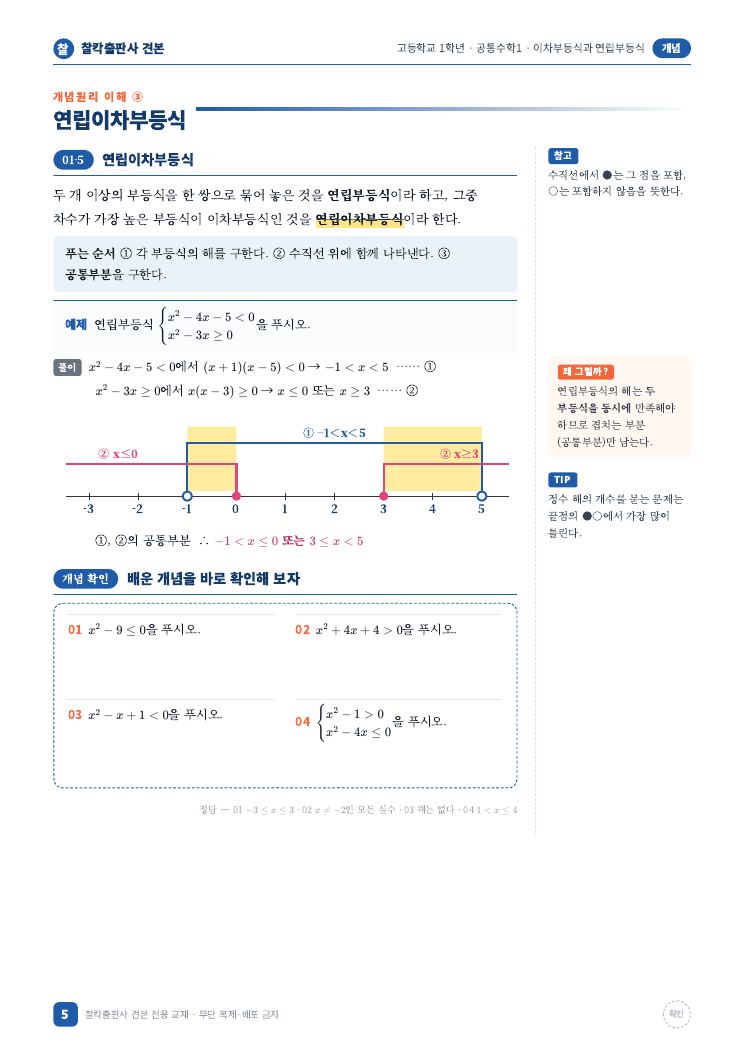 찰 찰칵출판사 견본
고등학교 1학년 · 공통수학1 · 이차부등식과 연립부등식 개념
개념원리 이해 ③
연립이차부등식
01·5 연립이차부등식
두 개 이상의 부등식을 한 쌍으로 묶어 놓은 것을 연립부등식이라 하고, 그중
차수가 가장 높은 부등식이 이차부등식인 것을 연립이차부등식이라 한다.
푸는 순서 ① 각 부등식의 해를 구한다. ② 수직선 위에 함께 나타낸다. ③
공통부분을 구한다.
예제 연립부등식 { x² − 4x − 5 < 0
x² − 3x ≥ 0 을 푸시오.
풀이 x² − 4x − 5 < 0에서 (x + 1)(x − 5) < 0 → −1 < x < 5 ······ ①
x² − 3x ≥ 0에서 x(x − 3) ≥ 0 → x ≤ 0 또는 x ≥ 3 ······ ②
① −1<x<5
② x≤0 ② x≥3
-3 -2 -1 0 1 2 3 4 5
①, ②의 공통부분 ∴ −1 < x ≤ 0 또는 3 ≤ x < 5
개념 확인 배운 개념을 바로 확인해 보자
01 x² − 9 ≤ 0을 푸시오. 02 x² + 4x + 4 > 0을 푸시오.
03 x² − x + 1 < 0을 푸시오. 04 { x² − 1 > 0
x² − 4x ≤ 0 을 푸시오.
정답 — 01 −3 ≤ x ≤ 3 · 02 x ≠ −2인 모든 실수 · 03 해는 없다 · 04 1 < x ≤ 4
참고
수직선에서 ●는 그 점을 포함,
○는 포함하지 않음을 뜻한다.
왜 그럴까?
연립부등식의 해는 두
부등식을 동시에 만족해야
하므로 겹치는 부분
(공통부분)만 남는다.
TIP
정수 해의 개수를 묻는 문제는
끝점의 ●○에서 가장 많이
틀린다.
5 찰칵출판사 견본 전용 교재 · 무단 복제·배포 금지
확인